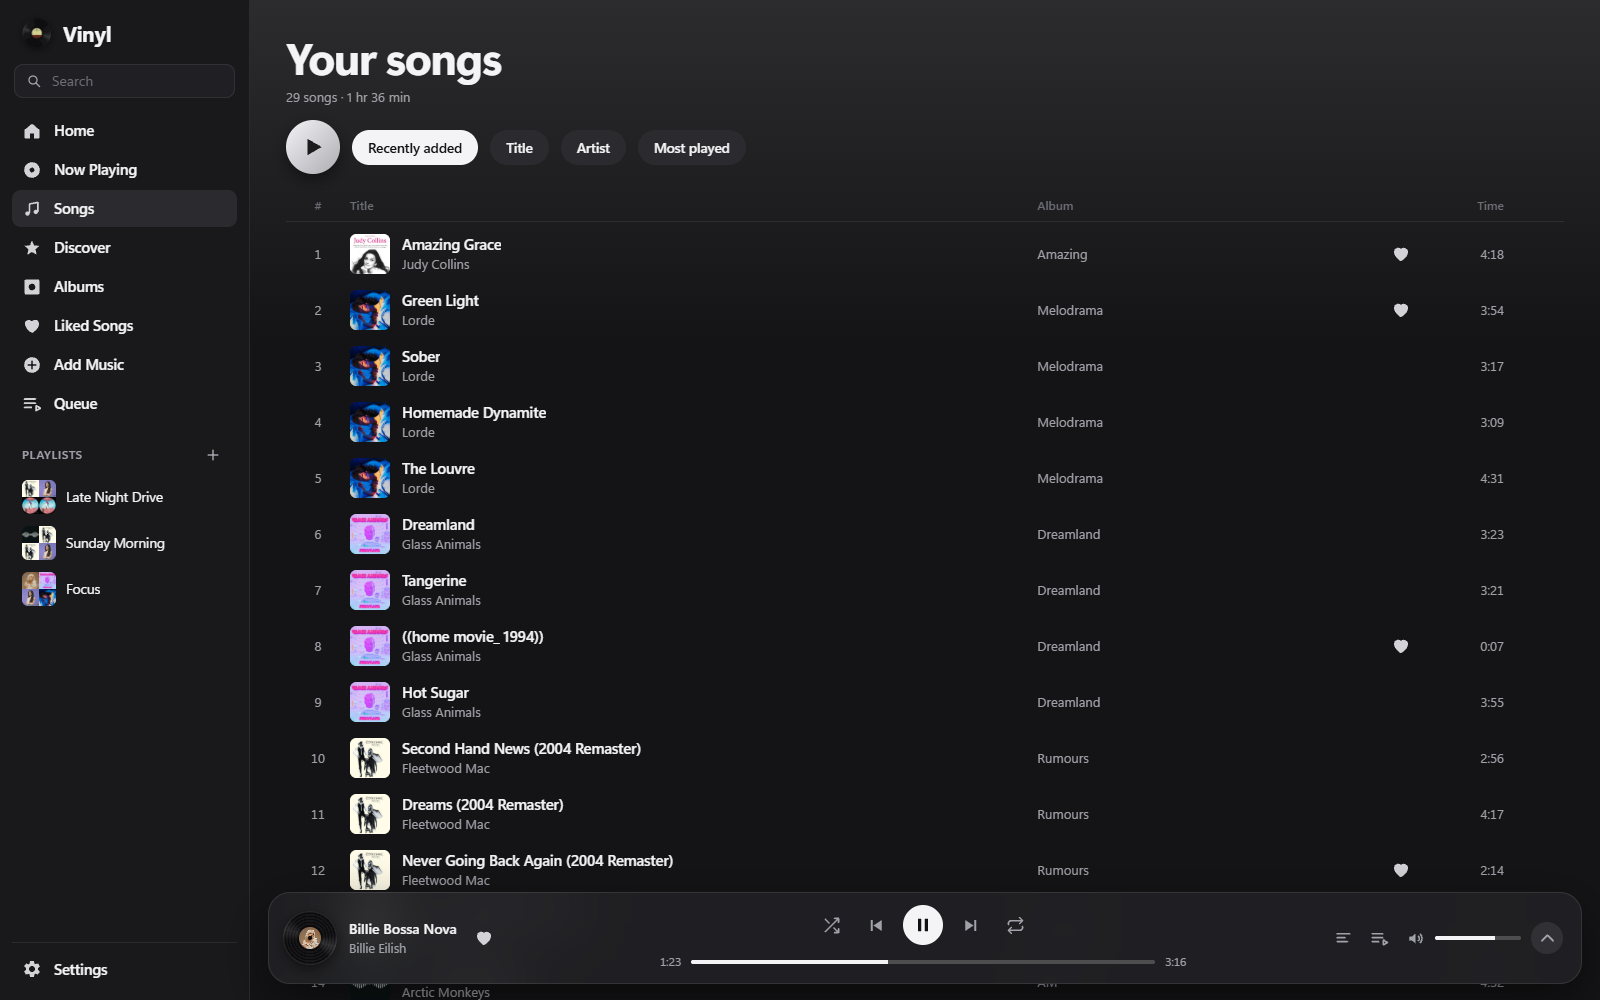 Vinyl
Search
Home
Now Playing
Songs
Discover
Albums
Liked Songs
Add Music
Queue
PLAYLISTS
Late Night Drive
Sunday Morning
Focus
Settings
Your songs
29 songs · 1 hr 36 min
Recently added Title Artist Most played
# Title Album Time
1 Amazing Grace Amazing 4:18
Judy Collins
2 Green Light Melodrama 3:54
Lorde
3 Sober Melodrama 3:17
Lorde
4 Homemade Dynamite Melodrama 3:09
Lorde
5 The Louvre Melodrama 4:31
Lorde
6 Dreamland Dreamland 3:23
Glass Animals
7 Tangerine Dreamland 3:21
Glass Animals
8 ((home movie_ 1994)) Dreamland 0:07
Glass Animals
9 Hot Sugar Dreamland 3:55
Glass Animals
10 Second Hand News (2004 Remaster) Rumours 2:56
Fleetwood Mac
11 Dreams (2004 Remaster) Rumours 4:17
Fleetwood Mac
12 Never Going Back Again (2004 Remaster) Rumours 2:14
Fleetwood Mac
Billie Bossa Nova
Billie Eilish
1:23 3:16
Arctic Monkeys